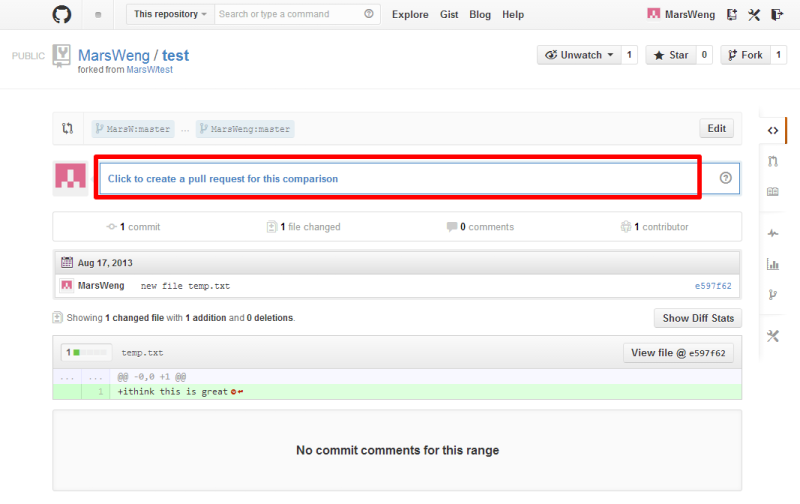 This repository Search or type a command Explore Gist Blog Help MarsWeng
PUBLIC MarsWeng / test Unwatch 1 Star 0 Fork 1
forked from MarsW/test
MarsW:master ... MarsWeng:master Edit
Click to create a pull request for this comparison
1 commit 1 file changed 0 comments 1 contributor
Aug 17, 2013
MarsWeng new file temp.txt e597f62
Showing 1 changed file with 1 addition and 0 deletions. Show Diff Stats
1 temp.txt View file @ e597f62
... ... @@ -0,0 +1 @@
1 +ithink this is great
No commit comments for this range